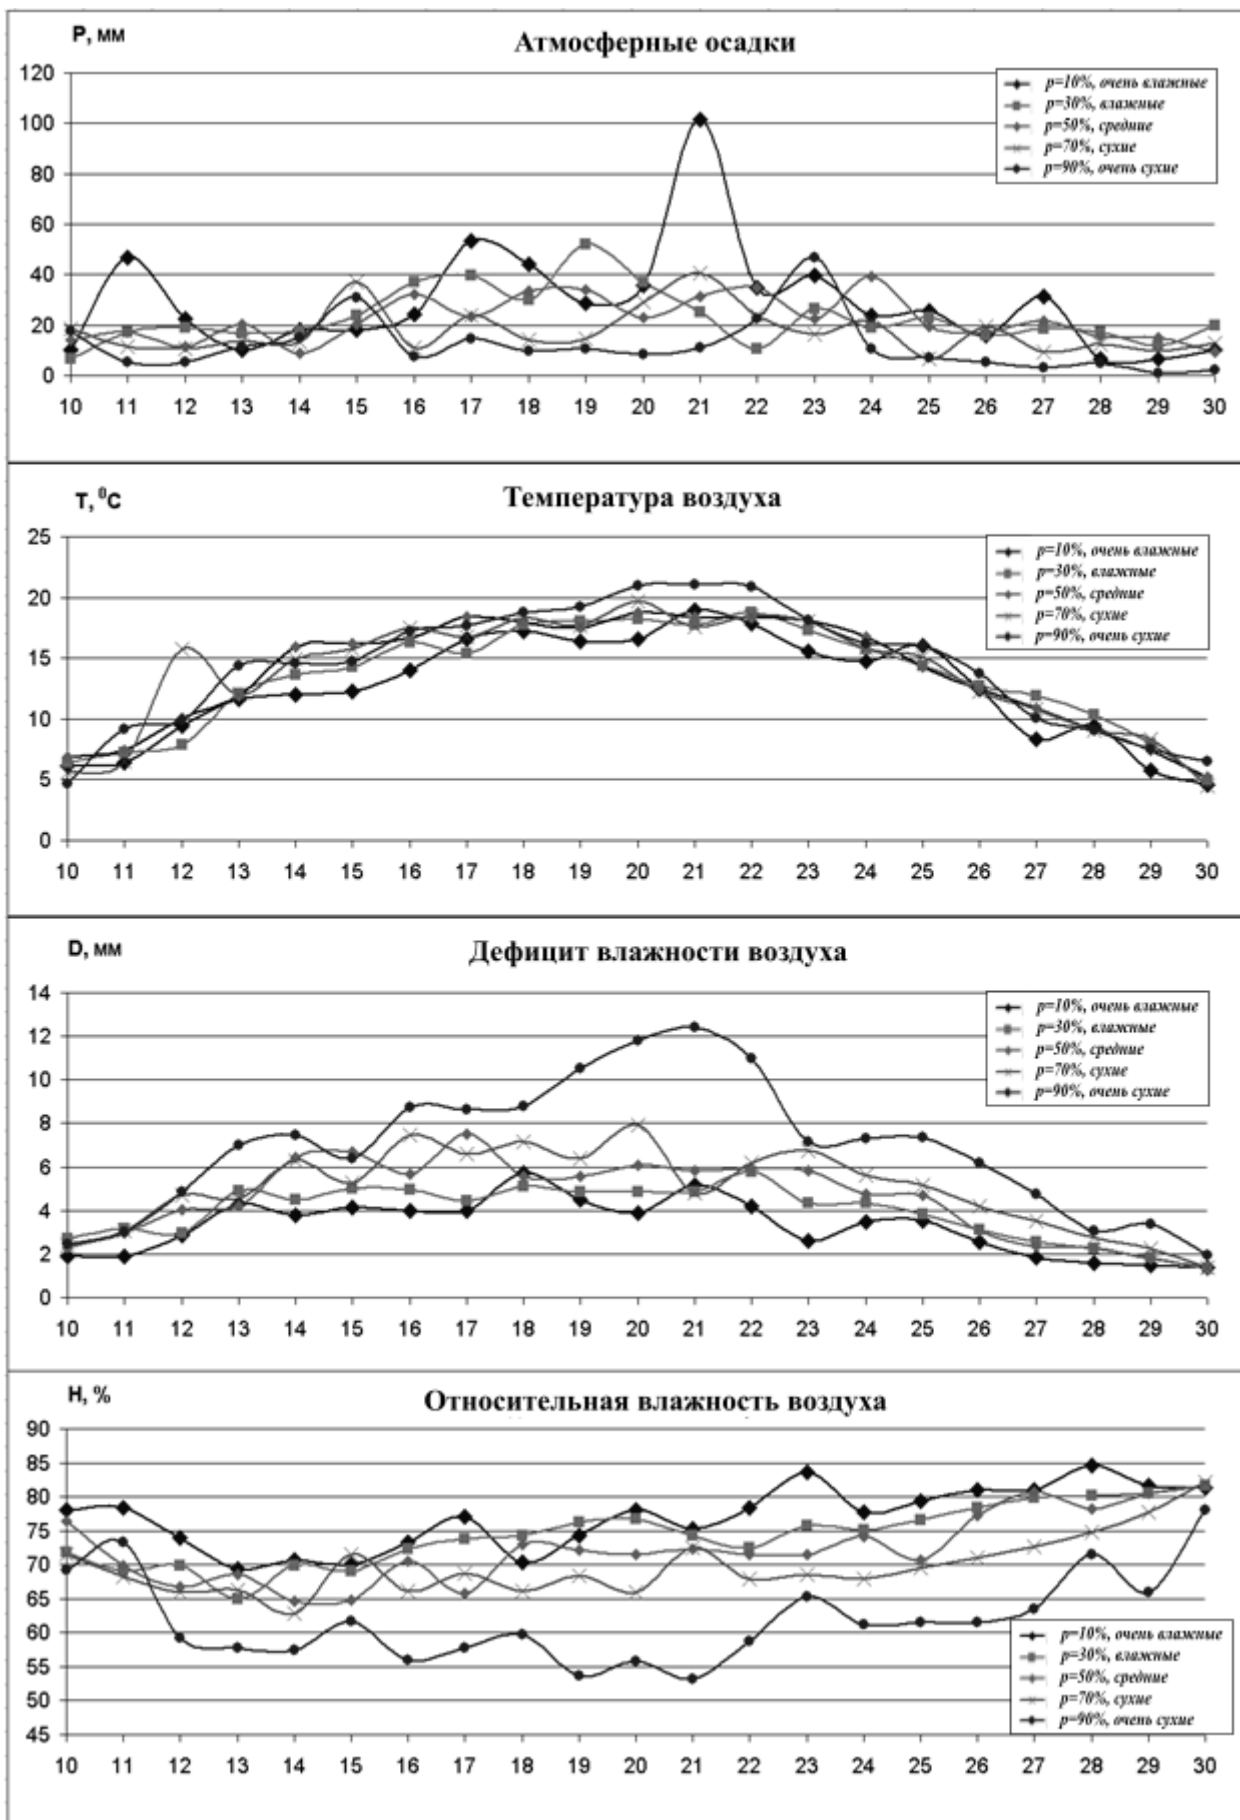 P, мм
Атмосферные осадки
120
100
80
60
40
20
0
p=10%, очень влажные
p=30%, влажные
p=50%, средние
p=70%, сухие
p=90%, очень сухие
10 11 12 13 14 15 16 17 18 19 20 21 22 23 24 25 26 27 28 29 30
T, ⁰C
Температура воздуха
25
20
15
10
5
0
p=10%, очень влажные
p=30%, влажные
p=50%, средние
p=70%, сухие
p=90%, очень сухие
10 11 12 13 14 15 16 17 18 19 20 21 22 23 24 25 26 27 28 29 30
D, мм
Дефицит влажности воздуха
14
12
10
8
6
4
2
0
p=10%, очень влажные
p=30%, влажные
p=50%, средние
p=70%, сухие
p=90%, очень сухие
10 11 12 13 14 15 16 17 18 19 20 21 22 23 24 25 26 27 28 29 30
H, %
Относительная влажность воздуха
90
85
80
75
70
65
60
55
50
45
p=10%, очень влажные
p=30%, влажные
p=50%, средние
p=70%, сухие
p=90%, очень сухие
10 11 12 13 14 15 16 17 18 19 20 21 22 23 24 25 26 27 28 29 30